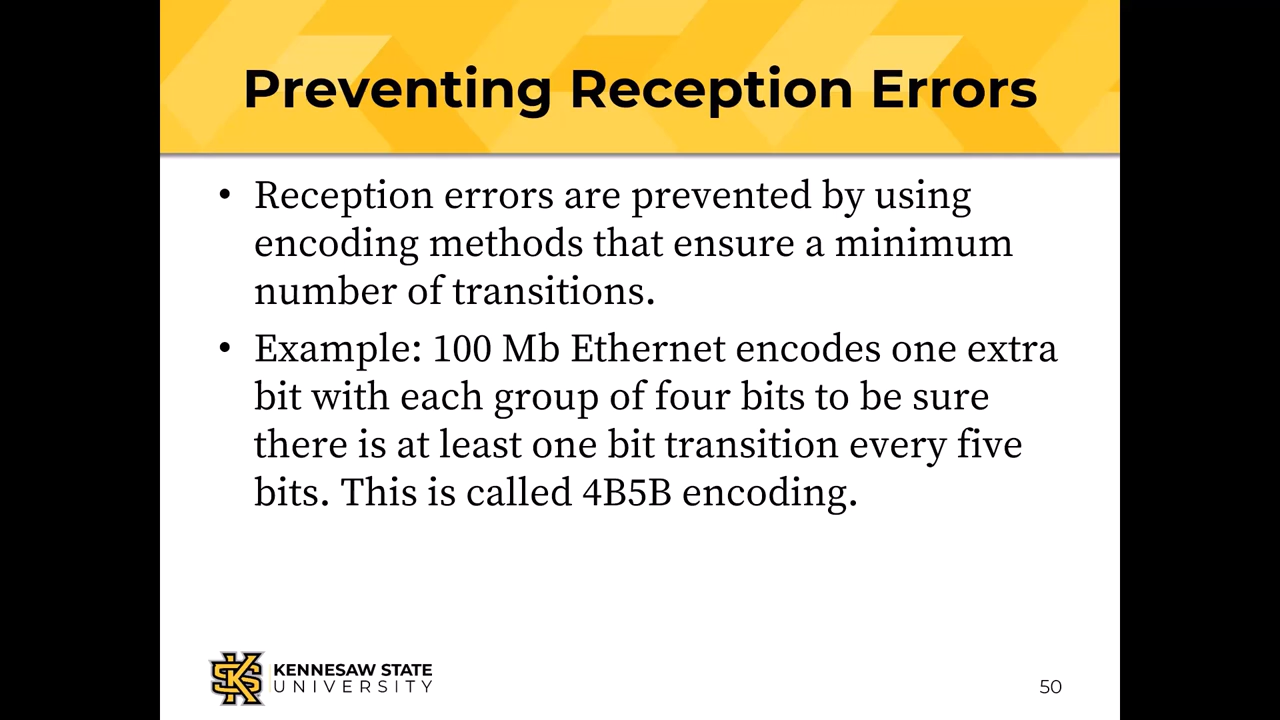 Preventing Reception Errors
• Reception errors are prevented by using
encoding methods that ensure a minimum
number of transitions.
• Example: 100 Mb Ethernet encodes one extra
bit with each group of four bits to be sure
there is at least one bit transition every five
bits. This is called 4B5B encoding.
KENNESAW STATE
UNIVERSITY
50